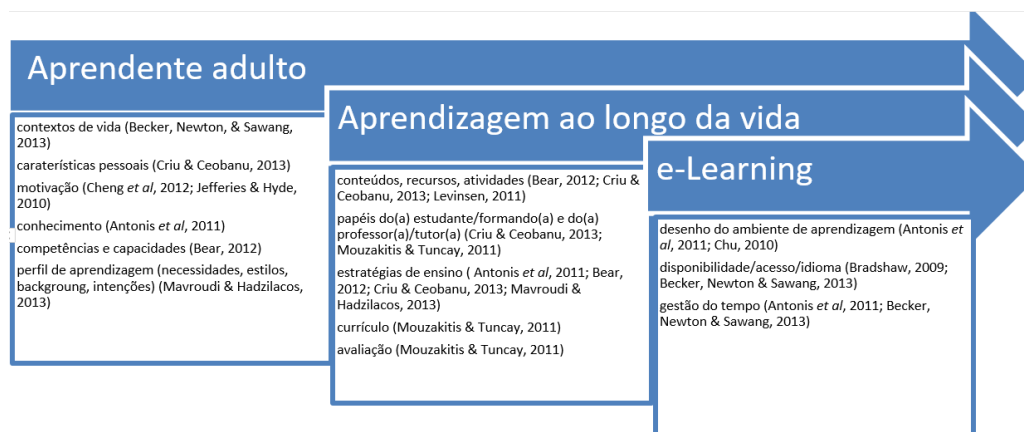 Aprendente adulto
contextos de vida (Becker, Newton, & Sawang,
2013)
caraterísticas pessoais (Criu & Ceobanu, 2013)
motivação (Cheng et al, 2012; Jefferies & Hyde,
2010)
conhecimento (Antonis et al, 2011)
competências e capacidades (Bear, 2012)
perfil de aprendizagem (necessidades, estilos,
backgroung, intenções) (Mavroudi & Hadzilacos,
2013)
Aprendizagem ao longo da vida
conteúdos, recursos, atividades (Bear, 2012; Criu &
Ceobanu, 2013; Levinsen, 2011)
papéis do(a) estudante/formando(a) e do(a)
professor(a)/tutor(a) (Criu & Ceobanu, 2013;
Mouzakitis & Tuncay, 2011)
estratégias de ensino ( Antonis et al, 2011; Bear,
2012; Criu & Ceobanu, 2013; Mavroudi &
Hadzilacos, 2013)
currículo (Mouzakitis & Tuncay, 2011)
avaliação (Mouzakitis & Tuncay, 2011)
e-Learning
desenho do ambiente de aprendizagem (Antonis et
al, 2011; Chu, 2010)
disponibilidade/acesso/idioma (Bradshaw, 2009;
Becker, Newton & Sawang, 2013)
gestão do tempo (Antonis et al, 2011; Becker,
Newton & Sawang, 2013)